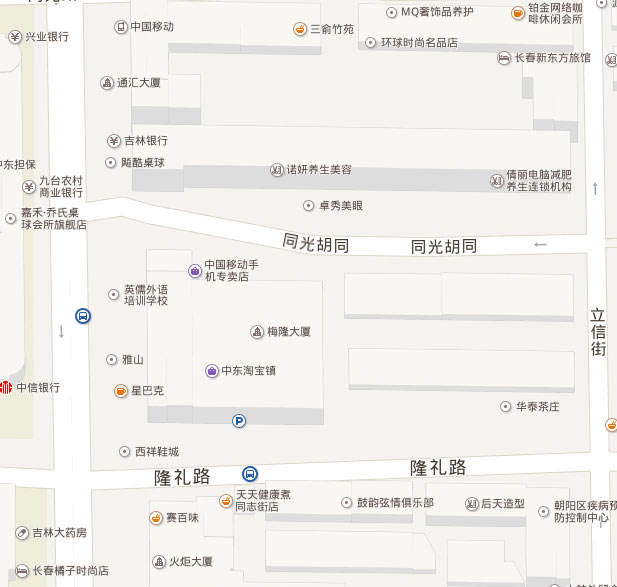 MQ奢饰品养护
铂金网络咖
啡休闲会所
中国移动
三俞竹苑
兴业银行
环球时尚名品店
长春新东方旅馆
通汇大厦
吉林银行
飚酷桌球
中东担保
诺妍养生美容
倩丽电脑减肥
养生连锁机构
九台农村
商业银行
卓秀美眼
嘉禾·乔氏桌
球会所旗舰店
同光胡同
同光胡同
中国移动手
机专卖店
英儒外语
培训学校
立信街
梅隆大厦
雅山
中东淘宝镇
中信银行
星巴克
华泰茶庄
P
西祥鞋城
隆礼路
隆礼路
天天健康煮
同志街店
鼓韵弦情俱乐部
后天造型
朝阳区疾病预
防控制中心
赛百味
吉林大药房
火炬大厦
长春橘子时尚店